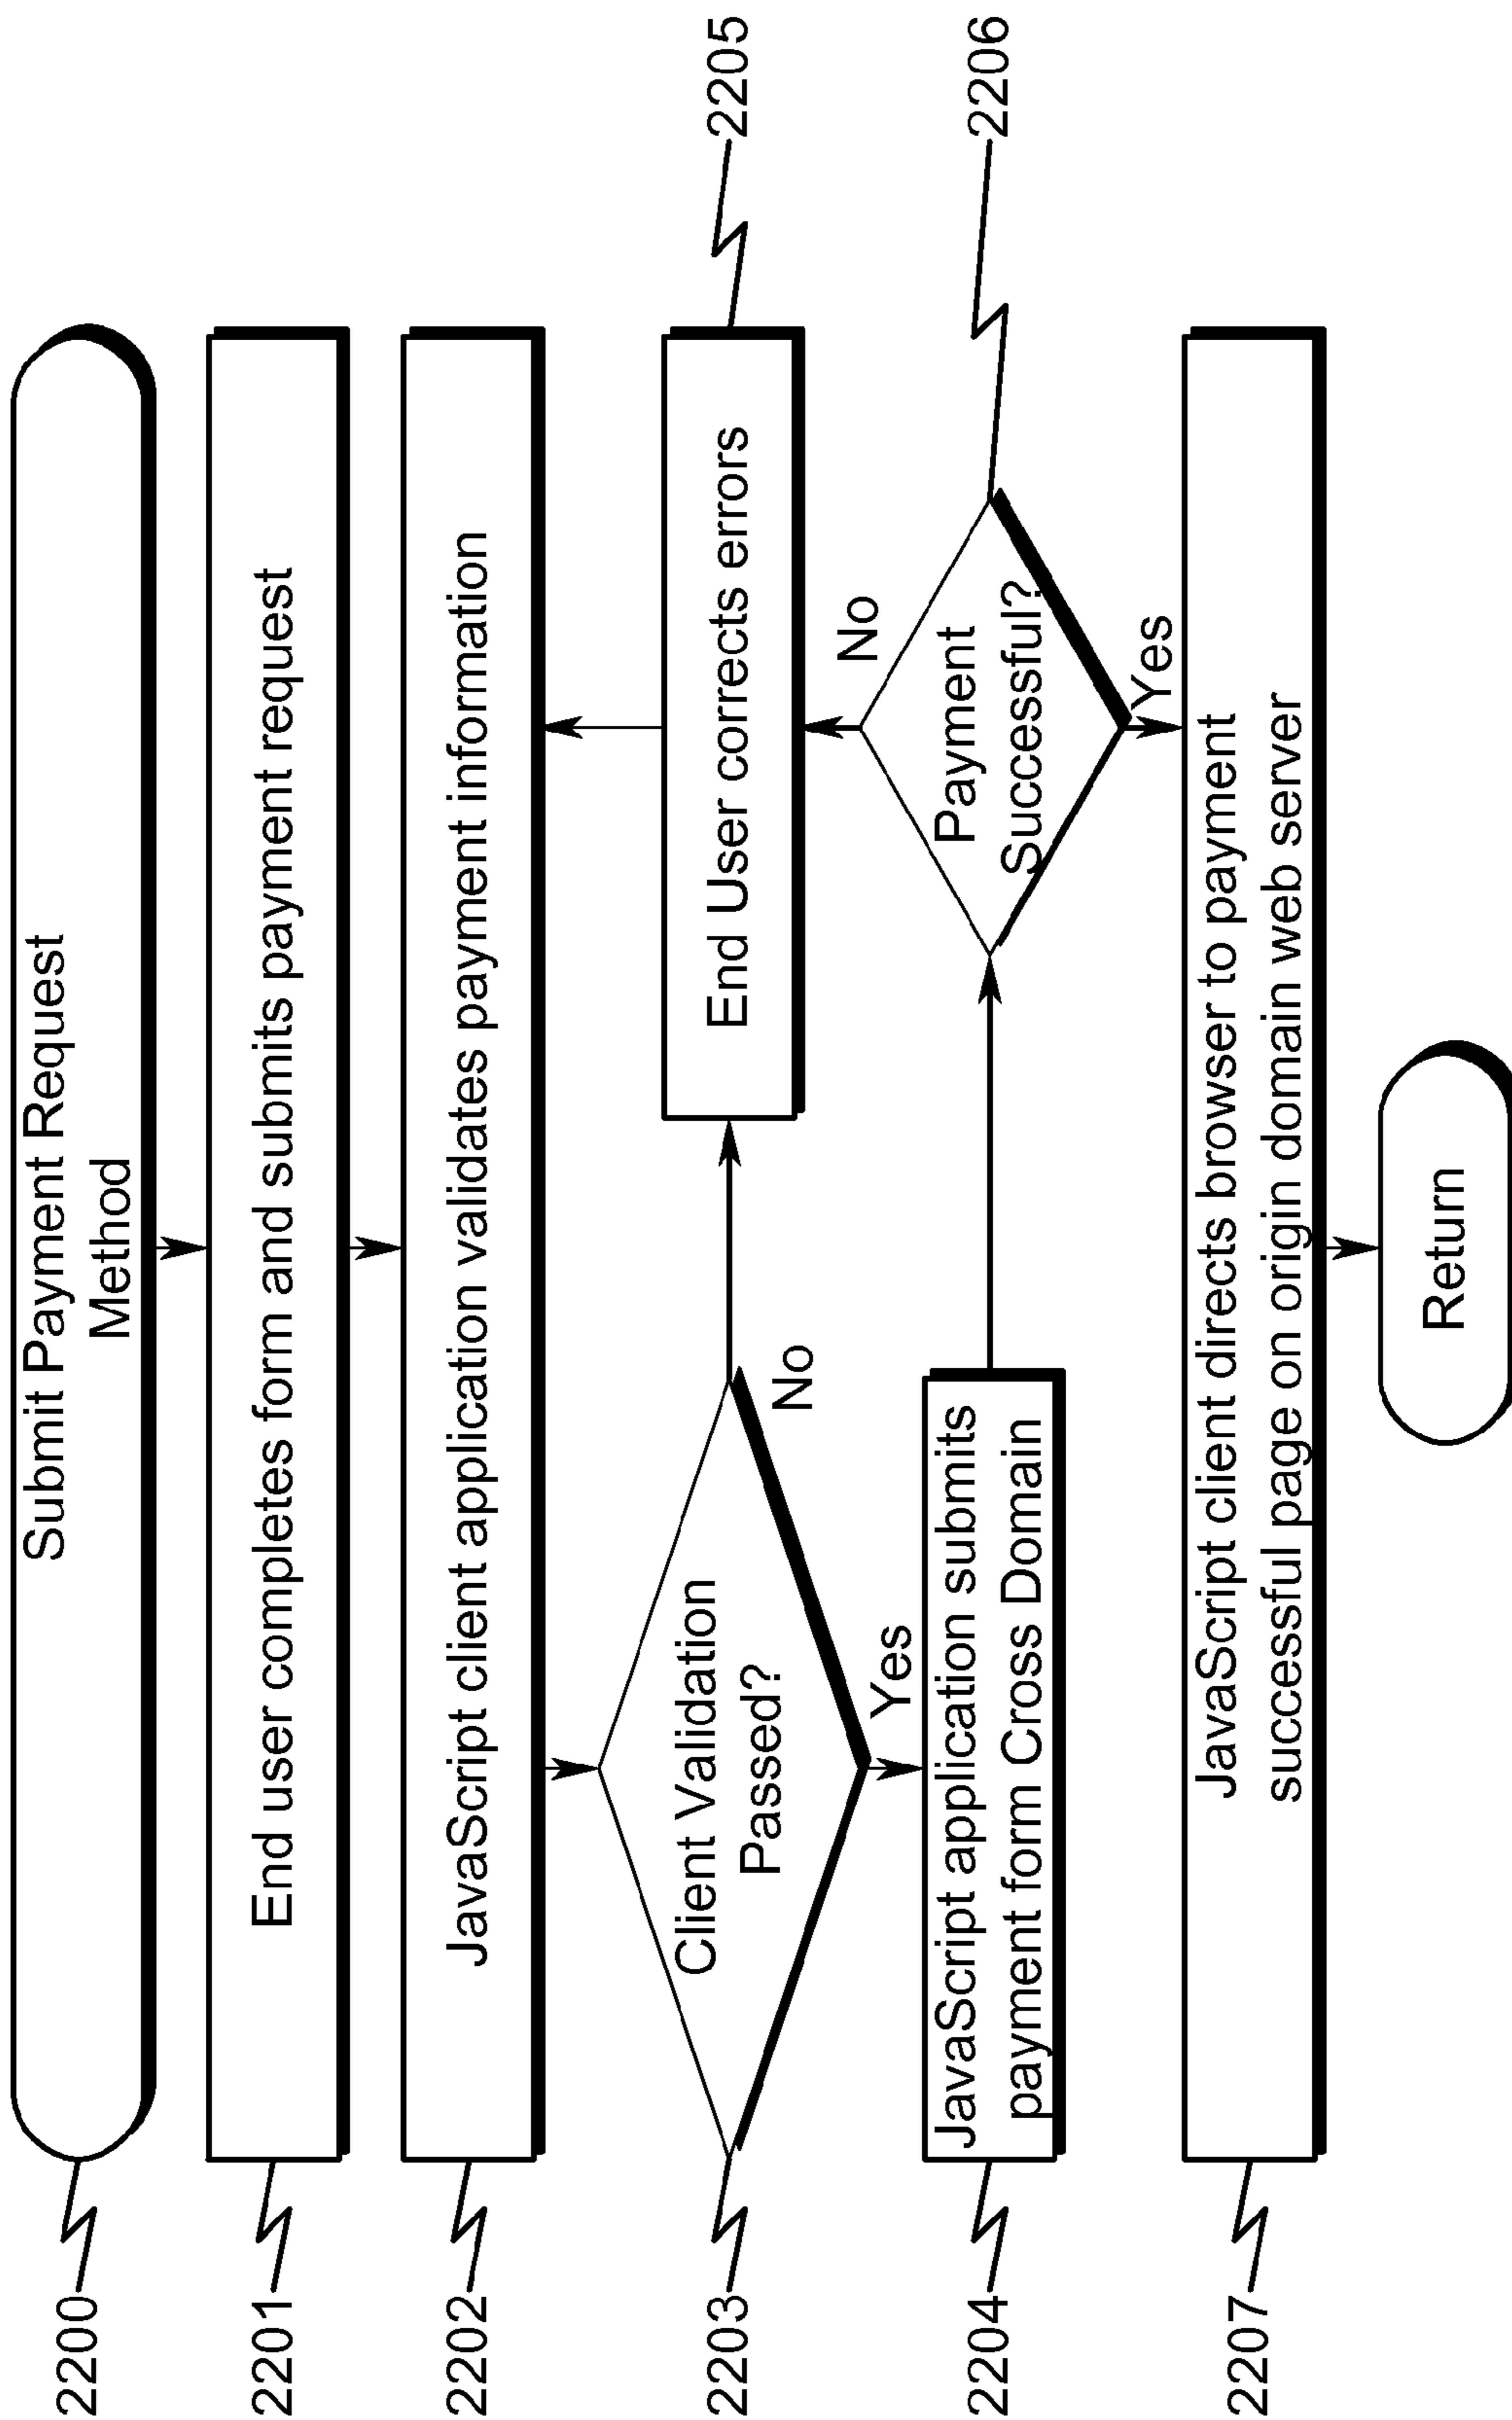 2200
Submit Payment Request
Method
2201
End user completes form and submits payment request
2202
JavaScript client application validates payment information
2203
Client Validation
Passed?
No
Yes
End User corrects errors
2205
2204
JavaScript application submits
payment form Cross Domain
Payment
Successful?
No
Yes
2206
2207
JavaScript client directs browser to payment
successful page on origin domain web server
Return